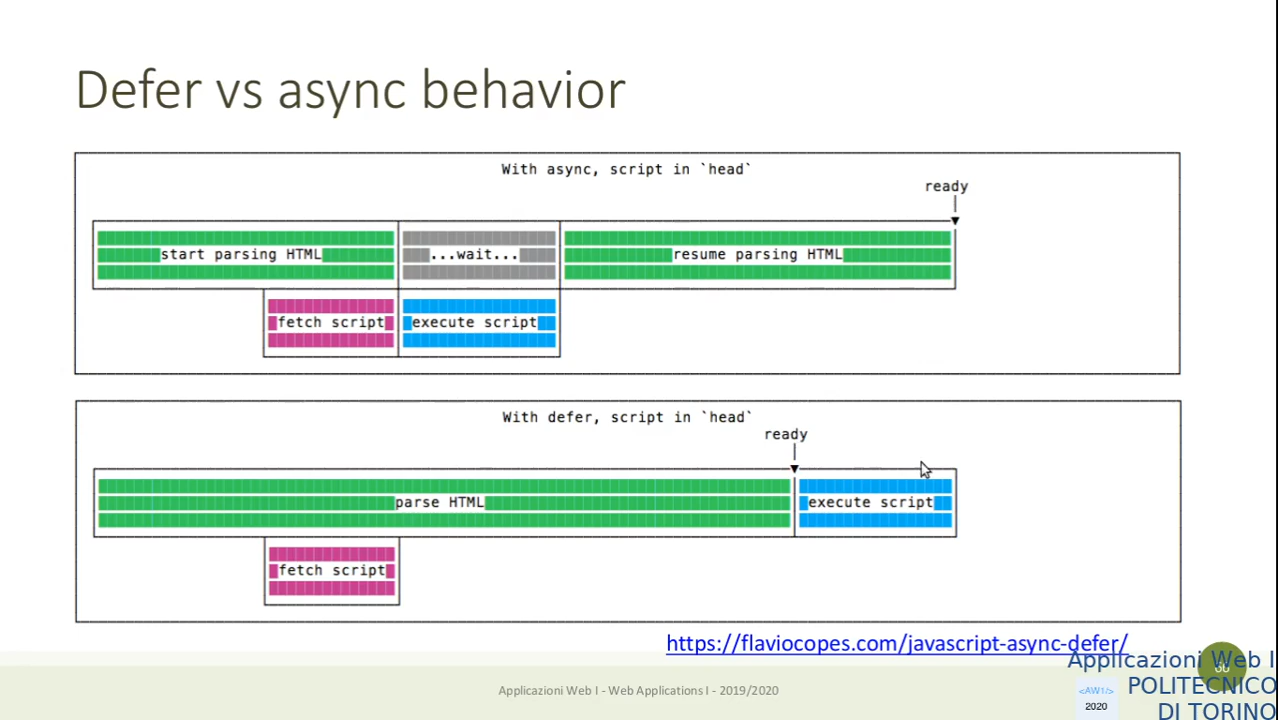 Defer vs async behavior
With async, script in `head`
ready
start parsing HTML
...wait...
resume parsing HTML
fetch script
execute script
With defer, script in `head`
ready
parse HTML
execute script
fetch script
https://flaviocopes.com/javascript-async-defer/
Applicazioni Web I - Web Applications I - 2019/2020
Applicazioni Web I
POLITECNICO
DI TORINO
<AW1/>
2020